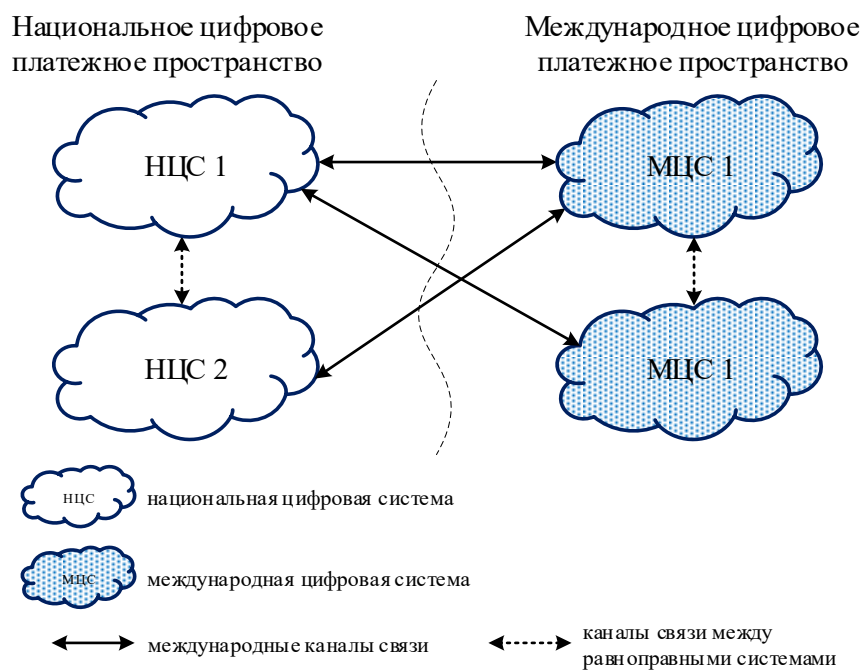 Национальное цифровое
платежное пространство
Международное цифровое
платежное пространство
НЦС 1
МЦС 1
НЦС 2
МЦС 1
НЦС
национальная цифровая система
МЦС
международная цифровая система
международные каналы связи
каналы связи между
равноправными системами